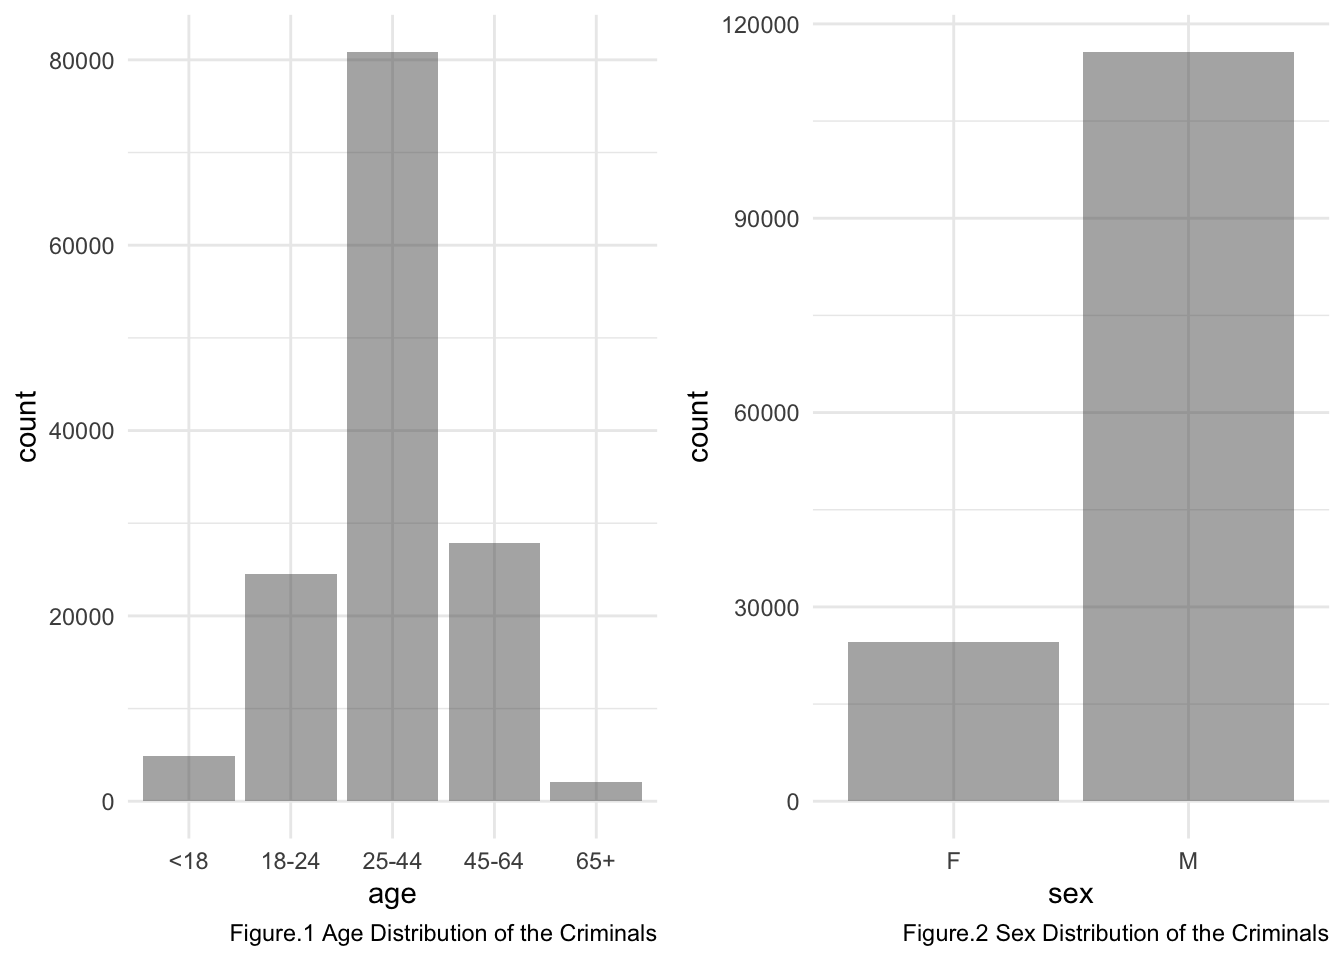 80000
60000
40000
20000
0
count
<18 18-24 25-44 45-64 65+
age
Figure.1 Age Distribution of the Criminals
120000
90000
60000
30000
0
count
F M
sex
Figure.2 Sex Distribution of the Criminals